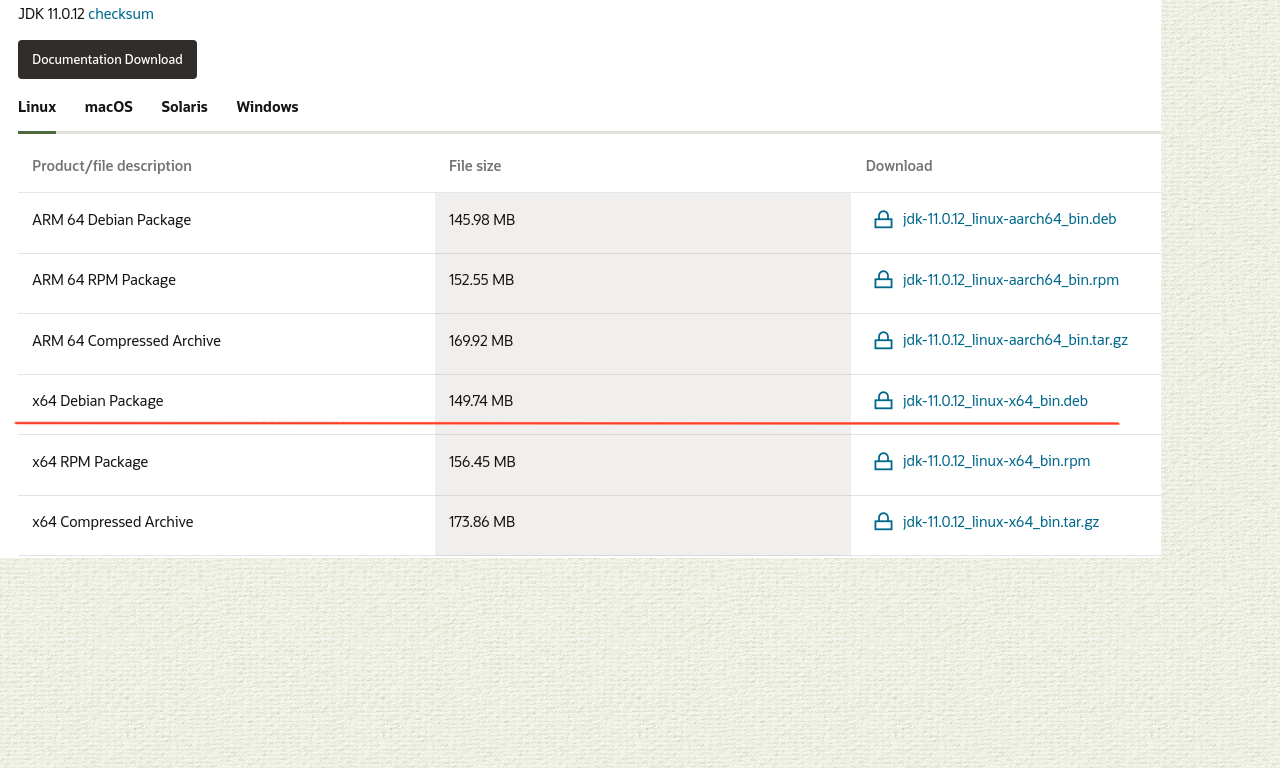 JDK 11.0.12 checksum
Documentation Download
Linux macOS Solaris Windows
Product/file description File size Download
ARM 64 Debian Package 145.98 MB jdk-11.0.12_linux-aarch64_bin.deb
ARM 64 RPM Package 152.55 MB jdk-11.0.12_linux-aarch64_bin.rpm
ARM 64 Compressed Archive 169.92 MB jdk-11.0.12_linux-aarch64_bin.tar.gz
x64 Debian Package 149.74 MB jdk-11.0.12_linux-x64_bin.deb
x64 RPM Package 156.45 MB jdk-11.0.12_linux-x64_bin.rpm
x64 Compressed Archive 173.86 MB jdk-11.0.12_linux-x64_bin.tar.gz